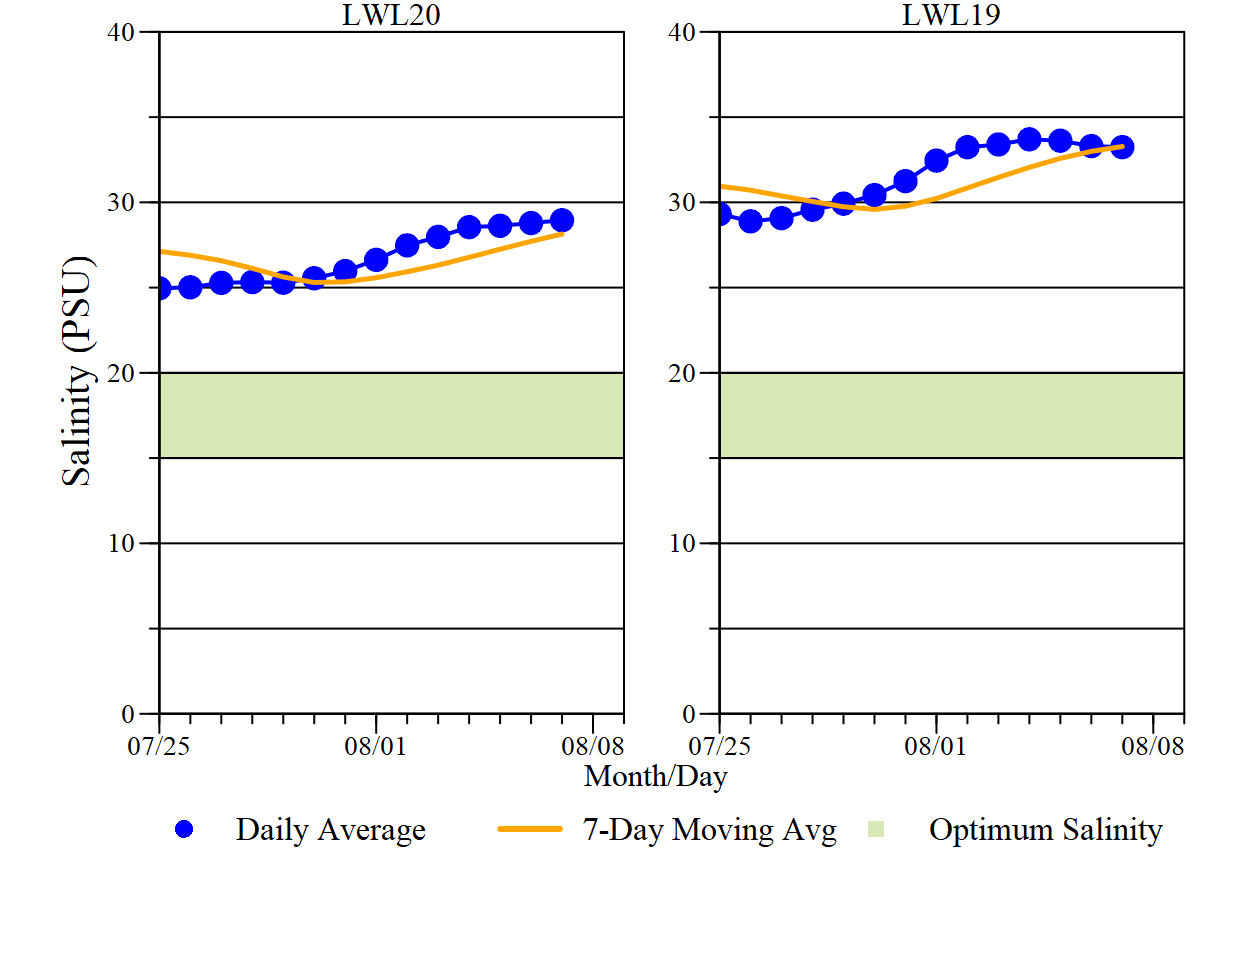 LWL20
LWL19
Salinity (PSU)
40
30
20
10
0
07/25
08/01
08/08
40
30
20
10
0
07/25
08/01
08/08
Month/Day
Daily Average
7-Day Moving Avg
Optimum Salinity